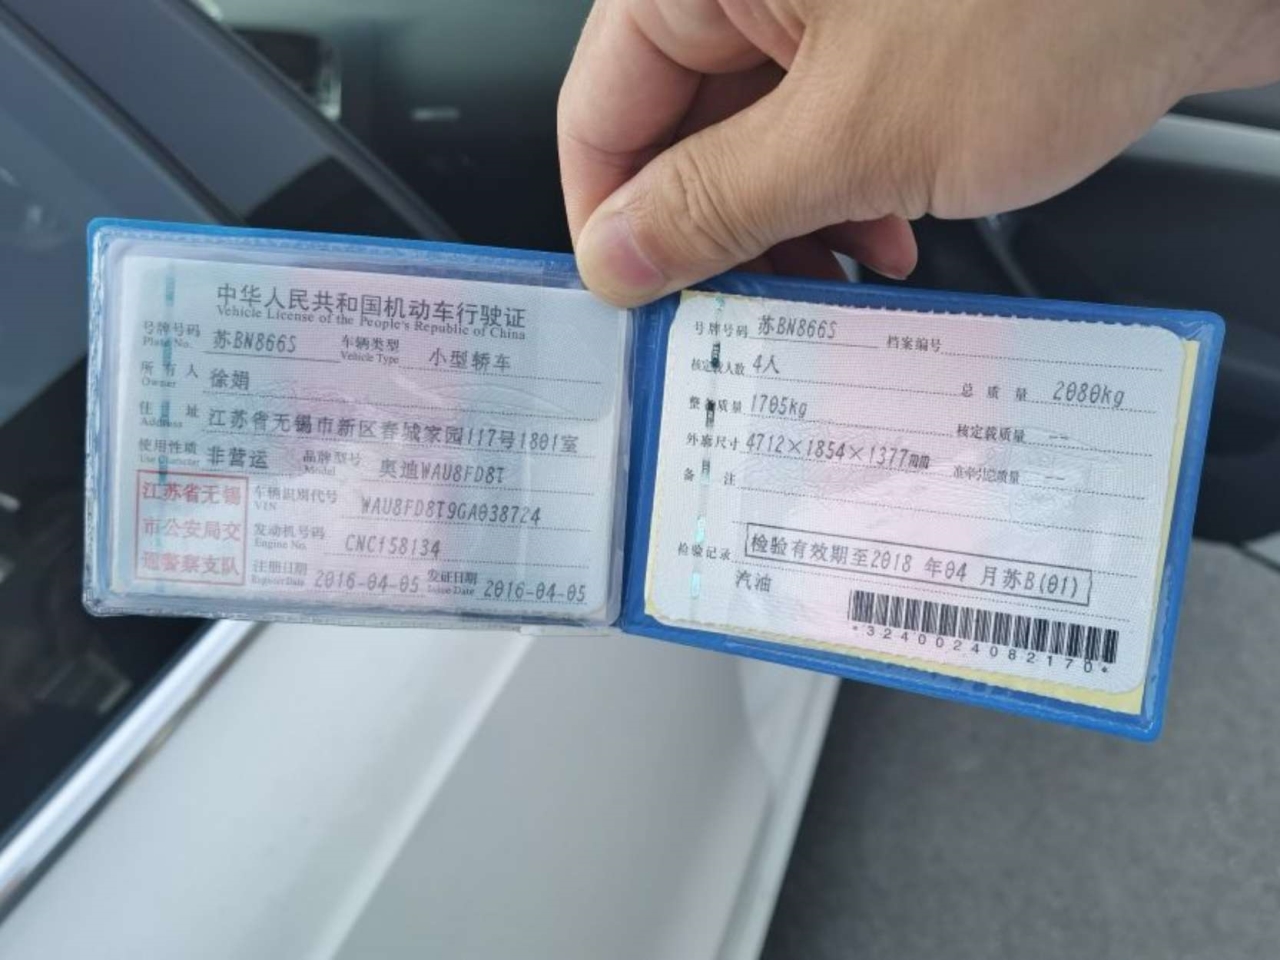 中华人民共和国机动车行驶证
Vehicle License of the People's Republic of China
号牌号码 苏BN866S 车辆类型 小型轿车
Plate No. Vehicle Type
所有人 徐娟
Owner
住址 江苏省无锡市新区春城家园117号1801室
Address
使用性质 非营运 品牌型号 奥迪WAU8FD8T
Use Character Model
江苏省无锡
市公安局交
通警察支队
车辆识别代号 WAU8FD8T9GA038724
VIN
发动机号码 CNC158134
Engine No.
注册日期 2016-04-05 发证日期 2016-04-05
Register Date Issue Date
号牌号码 苏BN866S 档案编号
核定载人数 4人 总质量 2080kg
整备质量 1705kg 核定载质量 --
外廓尺寸 4712×1854×1377mm 准牵引总质量 --
备注
检验记录 检验有效期至2018 年04 月苏B(01)
汽油
*3240024082170*